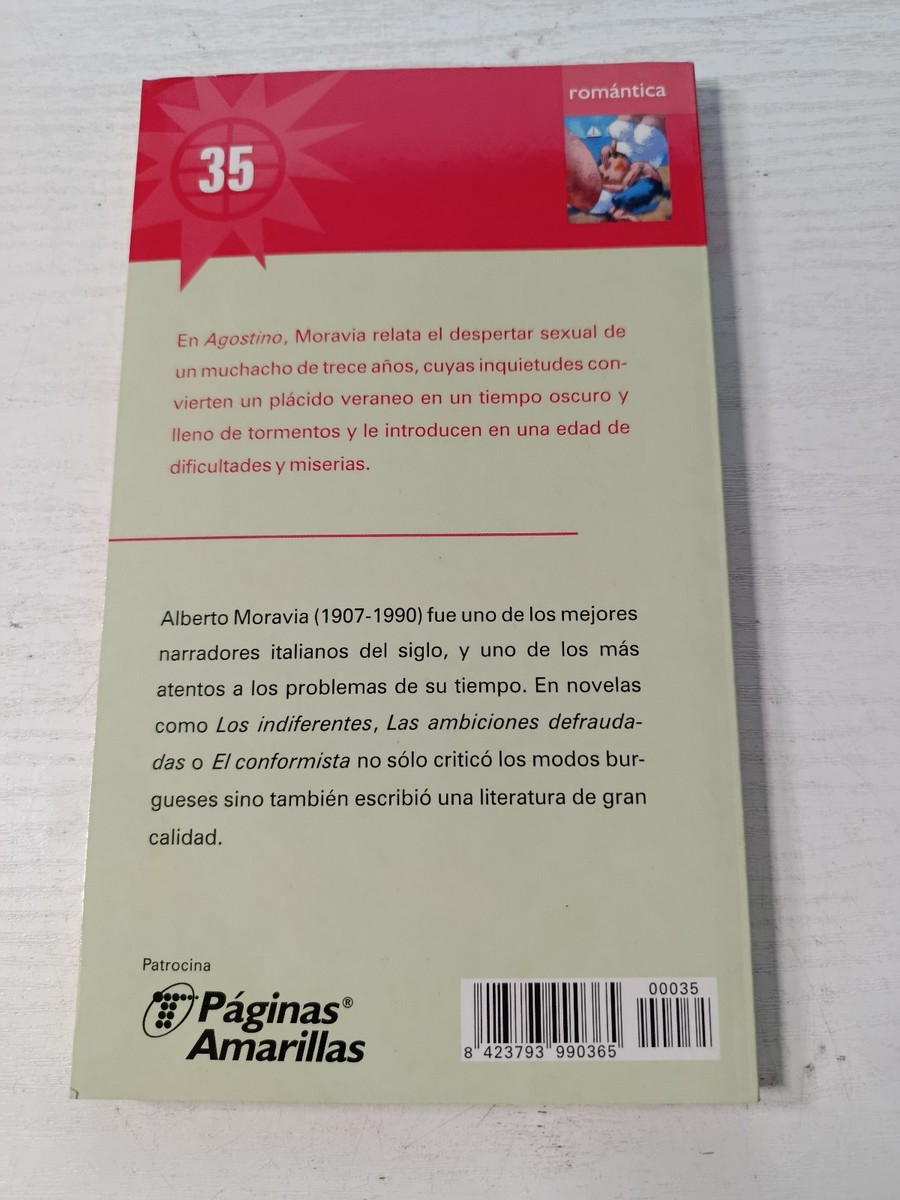 35
romántica
En Agostino, Moravia relata el despertar sexual de
un muchacho de trece años, cuyas inquietudes con-
vierten un plácido veraneo en un tiempo oscuro y
lleno de tormentos y le introducen en una edad de
dificultades y miserias.
Alberto Moravia (1907-1990) fue uno de los mejores
narradores italianos del siglo, y uno de los más
atentos a los problemas de su tiempo. En novelas
como Los indiferentes, Las ambiciones defrauda-
das o El conformista no sólo criticó los modos bur-
gueses sino también escribió una literatura de gran
calidad.
Patrocina
Páginas®
Amarillas
00035
8 423793 990365